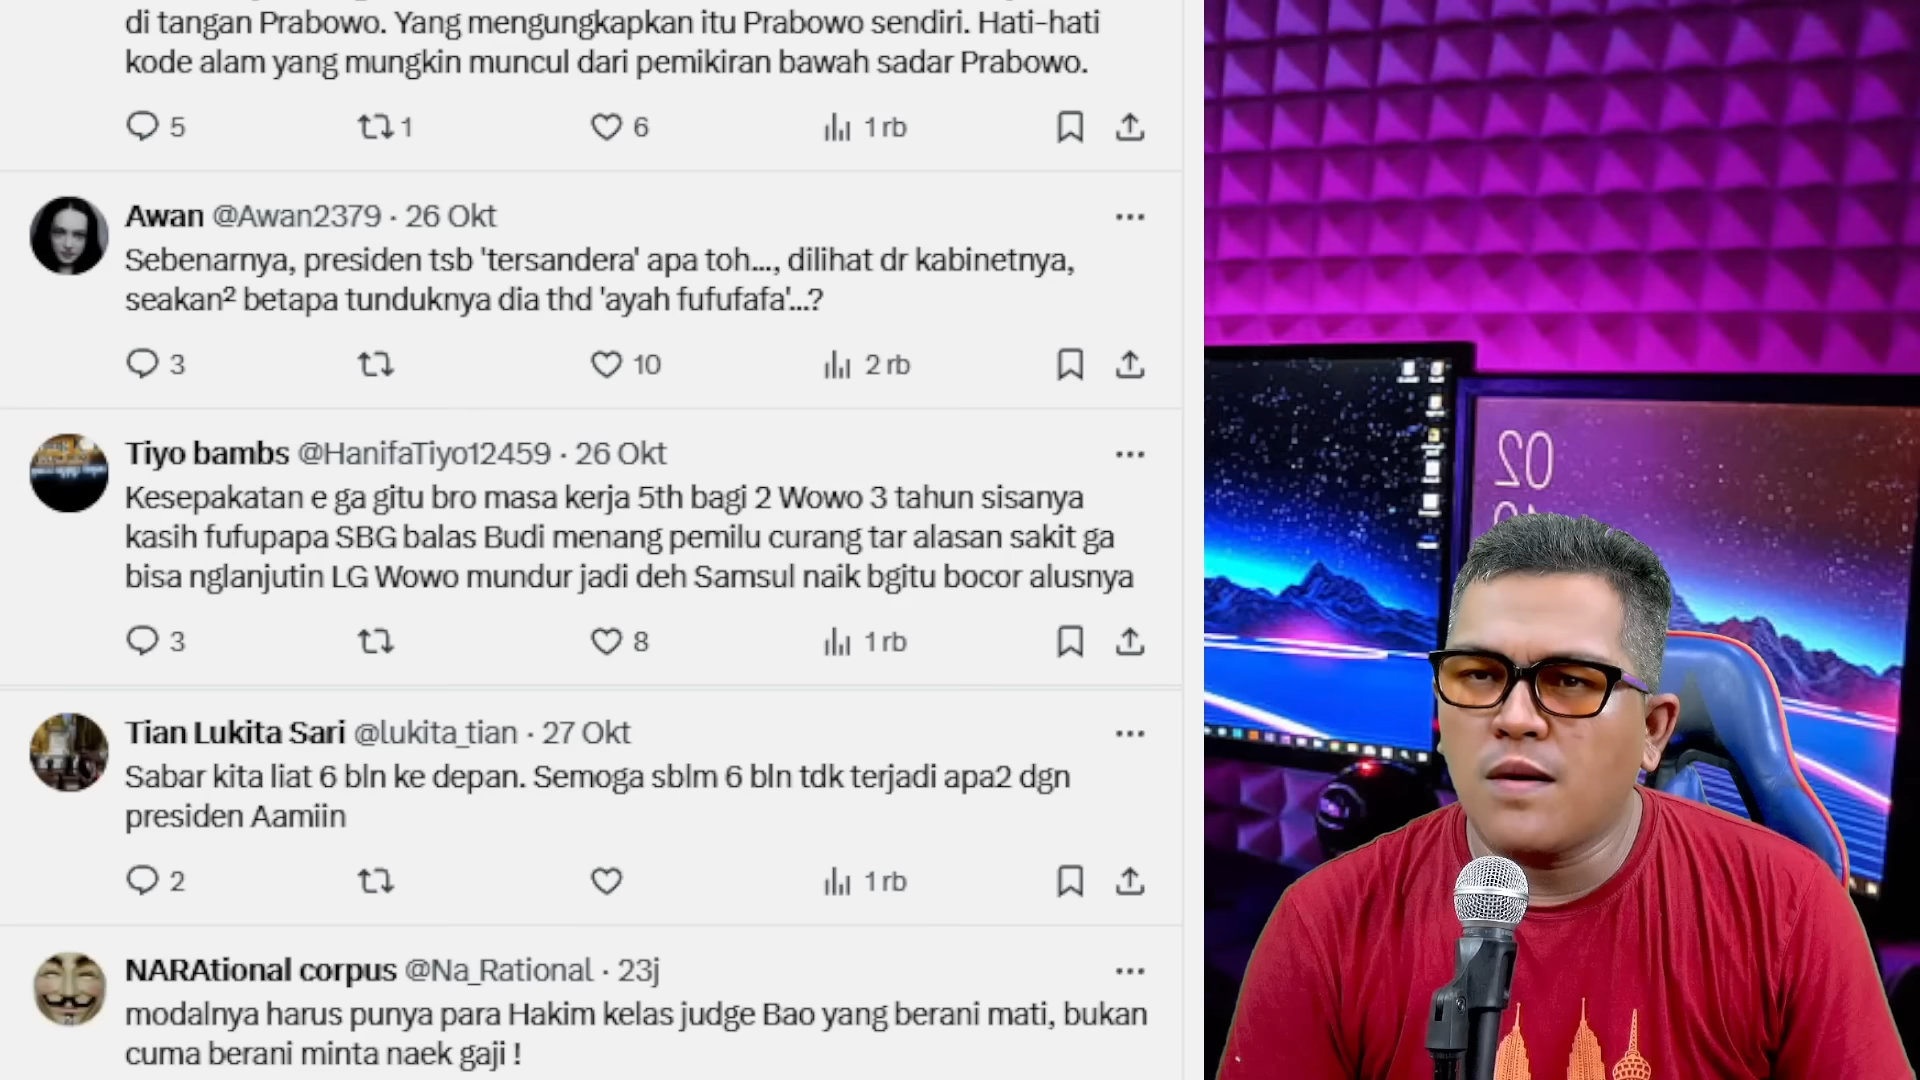 di tangan Prabowo. Yang mengungkapkan itu Prabowo sendiri. Hati-hati
kode alam yang mungkin muncul dari pemikiran bawah sadar Prabowo.
5 1 6 1 rb
Awan @Awan2379 · 26 Okt
Sebenarnya, presiden tsb 'tersandera' apa toh..., dilihat dr kabinetnya,
seakan² betapa tunduknya dia thd 'ayah fufufafa'...?
3 10 2 rb
Tiyo bambs @HanifaTiyo12459 · 26 Okt
Kesepakatan e ga gitu bro masa kerja 5th bagi 2 Wowo 3 tahun sisanya
kasih fufupapa SBG balas Budi menang pemilu curang tar alasan sakit ga
bisa nglanjutin LG Wowo mundur jadi deh Samsul naik bgitu bocor alusnya
3 8 1 rb
Tian Lukita Sari @lukita_tian · 27 Okt
Sabar kita liat 6 bln ke depan. Semoga sblm 6 bln tdk terjadi apa2 dgn
presiden Aamiin
2 1 rb
NARAtional corpus @Na_Rational · 23j
modalnya harus punya para Hakim kelas judge Bao yang berani mati, bukan
cuma berani minta naek gaji !
02